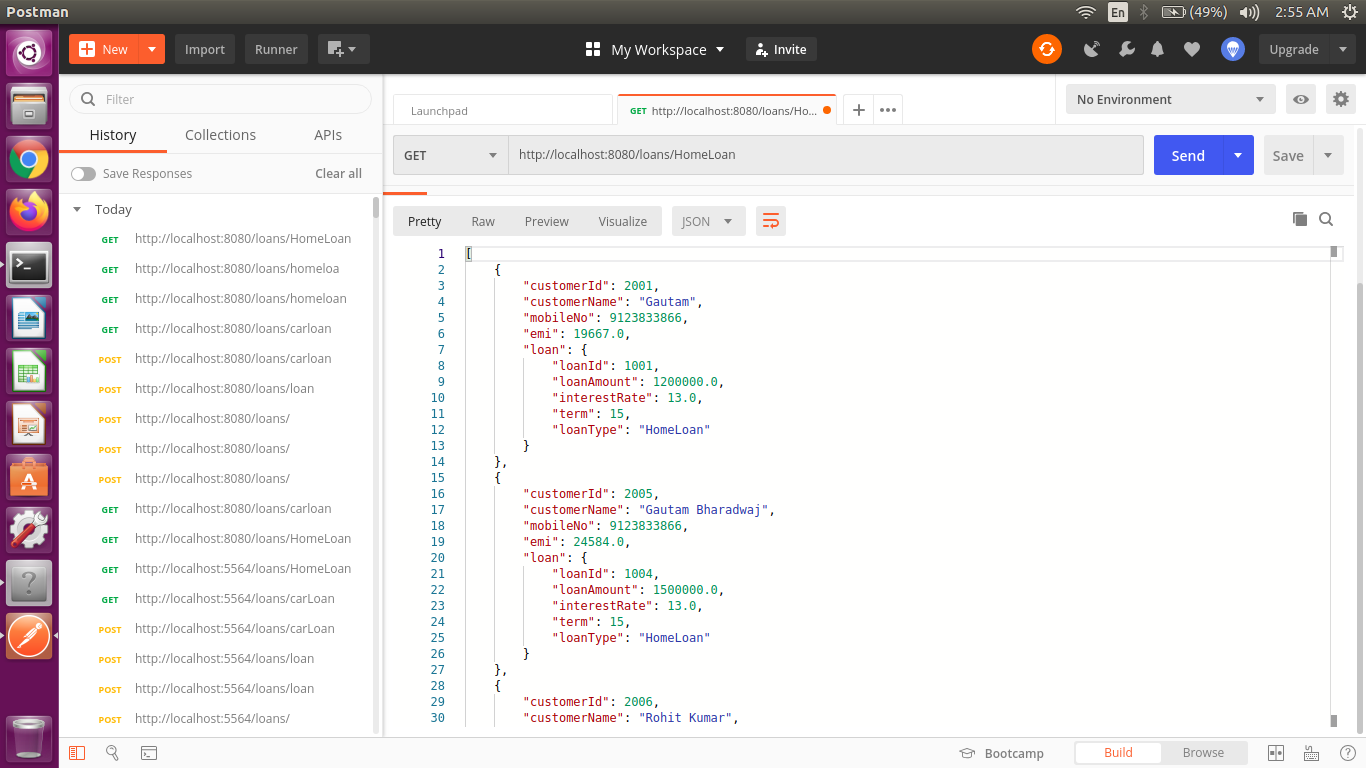 Postman
En
(49%)
2:55 AM
New
Import
Runner
My Workspace
Invite
Upgrade
Filter
History
Collections
APIs
Save Responses
Clear all
Today
GET http://localhost:8080/loans/HomeLoan
GET http://localhost:8080/loans/homeloa
GET http://localhost:8080/loans/homeloan
GET http://localhost:8080/loans/carloan
POST http://localhost:8080/loans/carloan
POST http://localhost:8080/loans/loan
POST http://localhost:8080/loans/
POST http://localhost:8080/loans/
POST http://localhost:8080/loans/
GET http://localhost:8080/loans/carloan
GET http://localhost:8080/loans/HomeLoan
GET http://localhost:5564/loans/HomeLoan
GET http://localhost:5564/loans/carLoan
POST http://localhost:5564/loans/carLoan
POST http://localhost:5564/loans/loan
POST http://localhost:5564/loans/loan
POST http://localhost:5564/loans/
Launchpad
GET http://localhost:8080/loans/Ho...
No Environment
GET
http://localhost:8080/loans/HomeLoan
Send
Save
Pretty
Raw
Preview
Visualize
JSON
1 [
2 {
3 "customerId": 2001,
4 "customerName": "Gautam",
5 "mobileNo": 9123833866,
6 "emi": 19667.0,
7 "loan": {
8 "loanId": 1001,
9 "loanAmount": 1200000.0,
10 "interestRate": 13.0,
11 "term": 15,
12 "loanType": "HomeLoan"
13 }
14 },
15 {
16 "customerId": 2005,
17 "customerName": "Gautam Bharadwaj",
18 "mobileNo": 9123833866,
19 "emi": 24584.0,
20 "loan": {
21 "loanId": 1004,
22 "loanAmount": 1500000.0,
23 "interestRate": 13.0,
24 "term": 15,
25 "loanType": "HomeLoan"
26 }
27 },
28 {
29 "customerId": 2006,
30 "customerName": "Rohit Kumar",
Bootcamp
Build
Browse